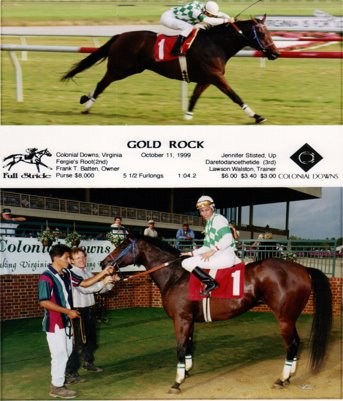 1
GOLD ROCK
Colonial Downs, Virginia October 11, 1999 Jennifer Stisted, Up
Fergie's Root(2nd) Daretodancethetide (3rd)
Frank T. Batten, Owner Lawson Walston, Trainer
Full Stride Purse $8,000 5 1/2 Furlongs 1:04.2 $6.00 $3.40 $3.00 COLONIAL DOWNS
Colonial Downs
1